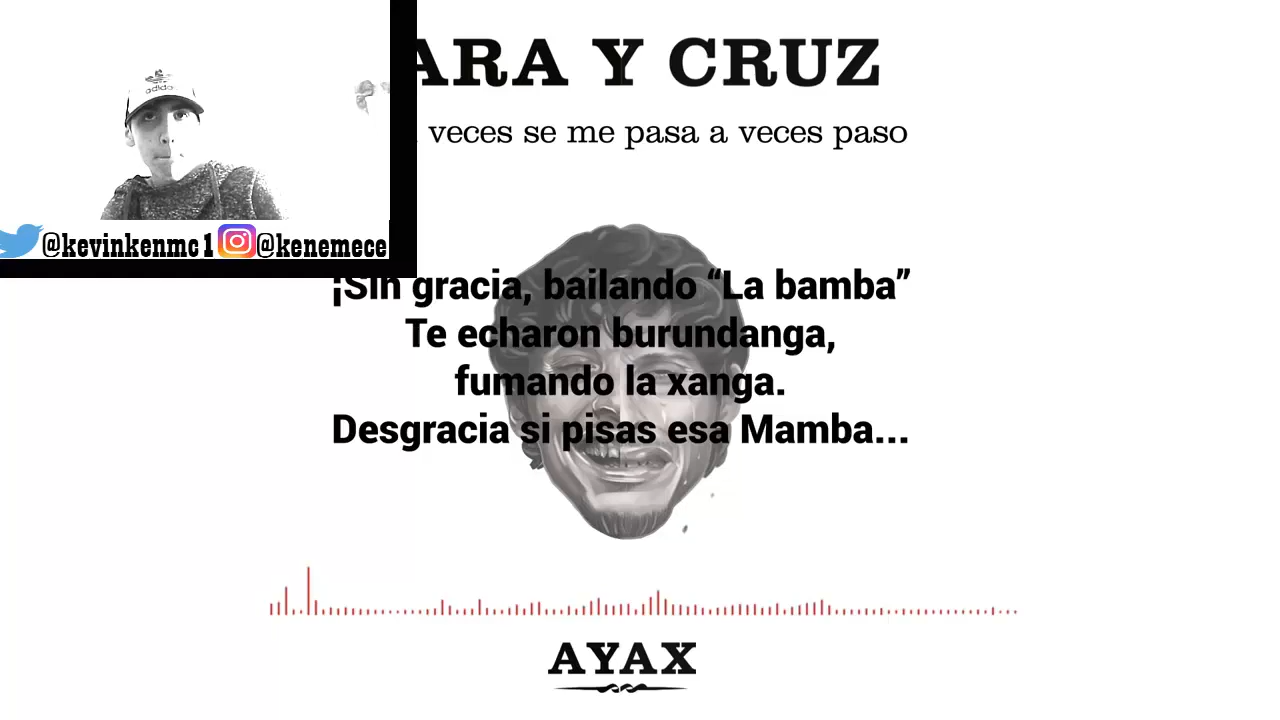 ARA Y CRUZ
veces se me pasa a veces paso
adidas
@kevinkenmc1 @kenemece
¡Sin gracia, bailando “La bamba”
Te echaron burundanga,
fumando la xanga.
Desgracia si pisas esa Mamba...
AYAX